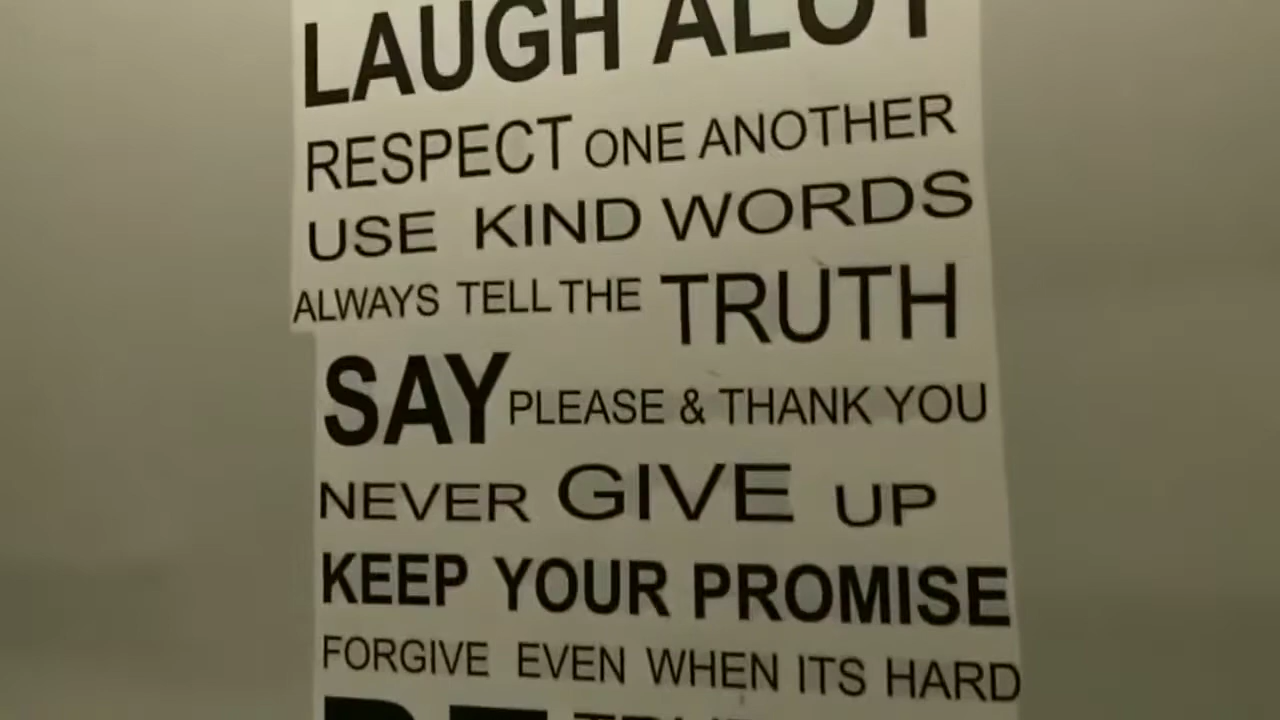 LAUGH ALOT
RESPECT ONE ANOTHER
USE KIND WORDS
ALWAYS TELL THE TRUTH
SAY PLEASE & THANK YOU
NEVER GIVE UP
KEEP YOUR PROMISE
FORGIVE EVEN WHEN ITS HARD